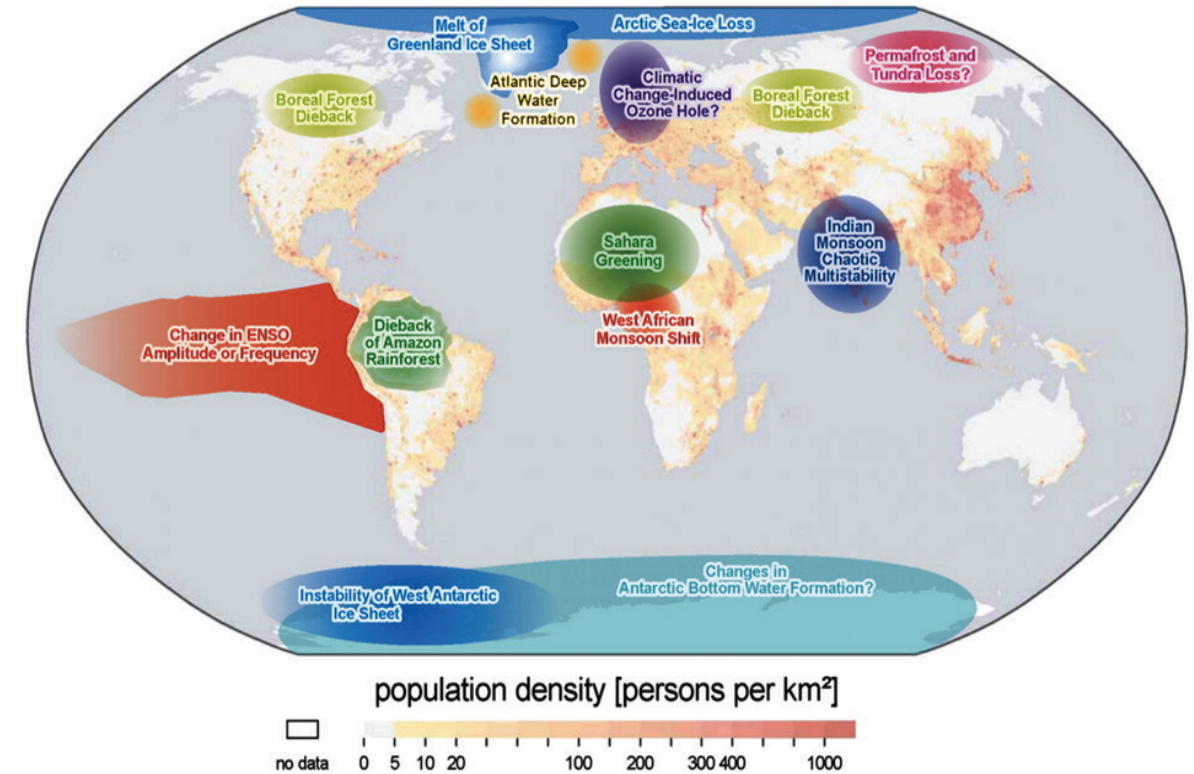 Melt of
Greenland Ice Sheet
Arctic Sea-Ice Loss
Atlantic Deep
Water
Formation
Climatic
Change-Induced
Ozone Hole?
Permafrost and
Tundra Loss?
Boreal Forest
Dieback
Boreal Forest
Dieback
Sahara
Greening
Indian
Monsoon
Chaotic
Multistability
West African
Monsoon Shift
Change in ENSO
Amplitude or Frequency
Dieback
of Amazon
Rainforest
Instability of West Antarctic
Ice Sheet
Changes in
Antarctic Bottom Water Formation?
population density [persons per km²]
no data 0 5 10 20 100 200 300 400 1000